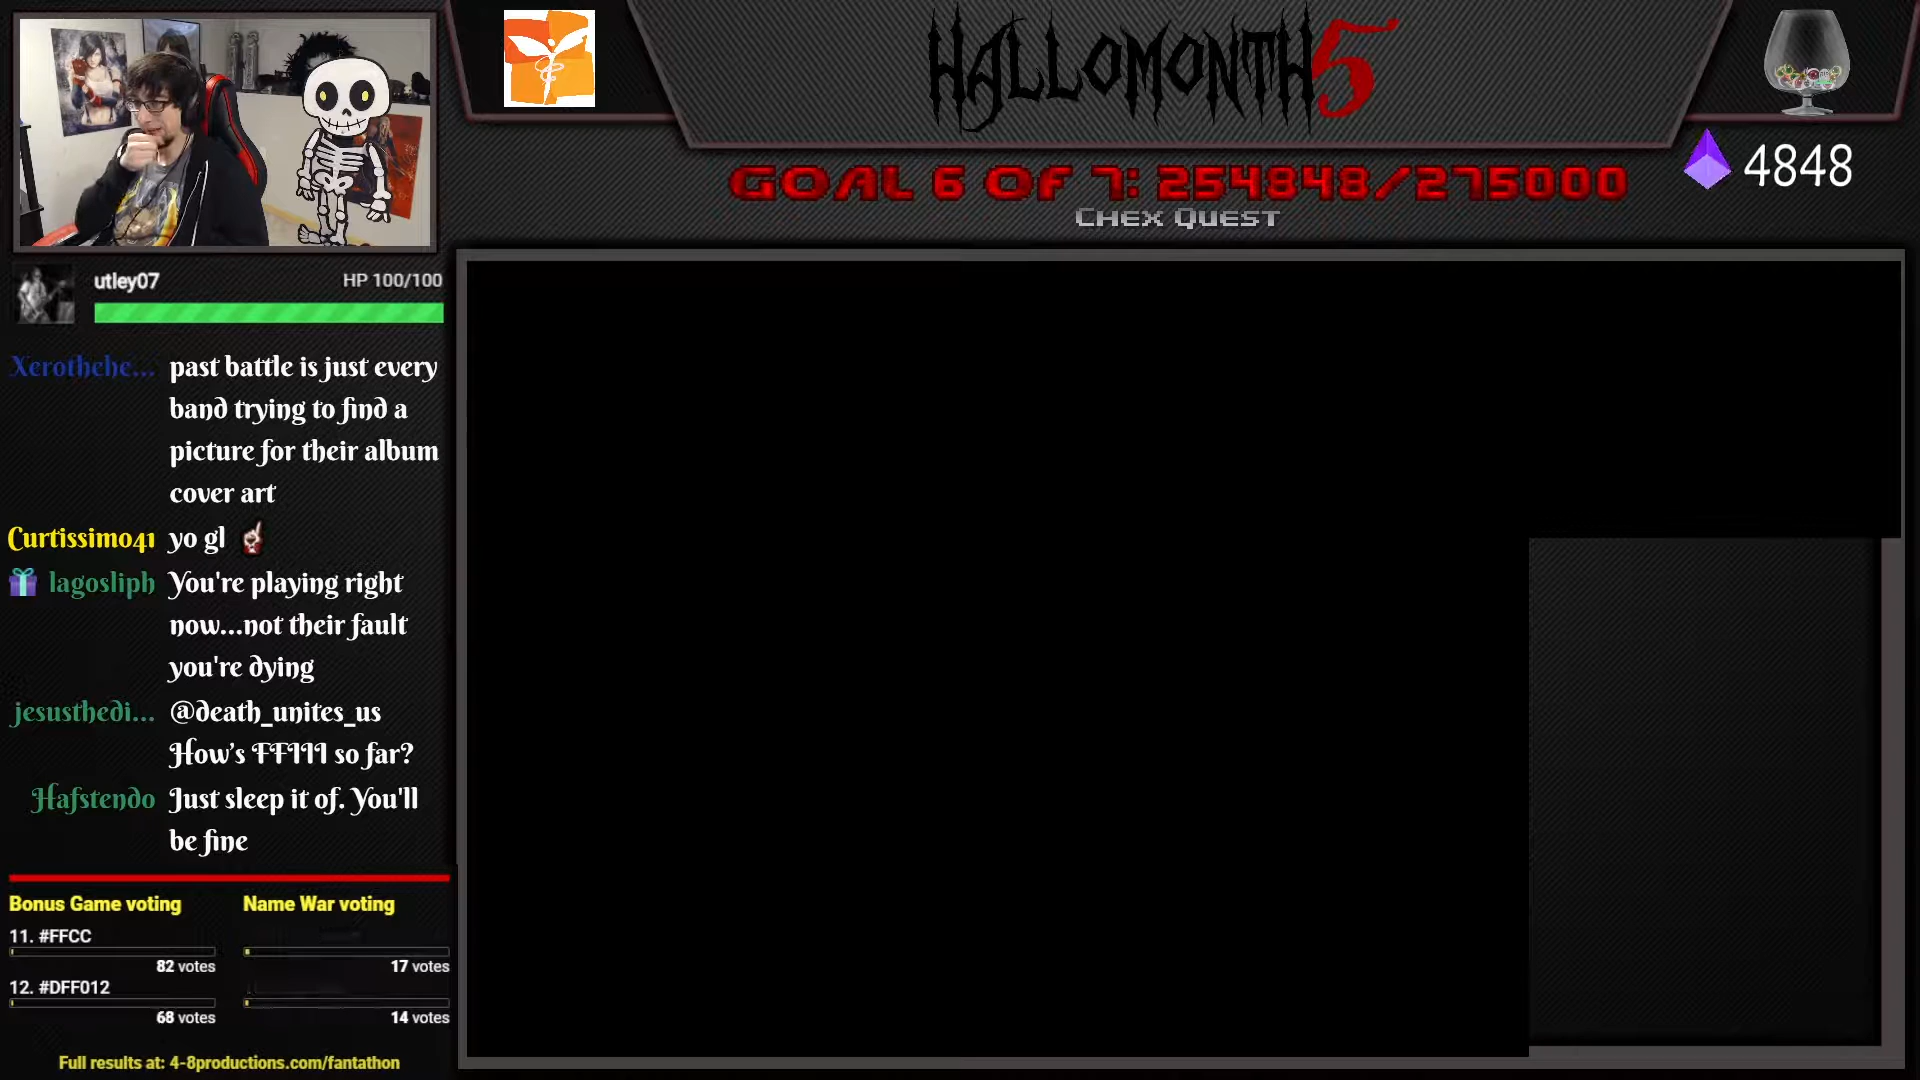 HALLOMONTH5
4848
GOAL 6 OF 7: 254848/275000
CHEX QUEST
utley07
HP 100/100
Xerothehe... past battle is just every
band trying to find a
picture for their album
cover art
Curtissimo41 yo gl
lagosliph You're playing right
now...not their fault
you're dying
jesusthedi... @death_unites_us
How's FFIII so far?
Hafstendo Just sleep it of. You'll
be fine
Bonus Game voting
Name War voting
11. #FFCC
82 votes
17 votes
12. #DFF012
68 votes
14 votes
Full results at: 4-8productions.com/fantathon